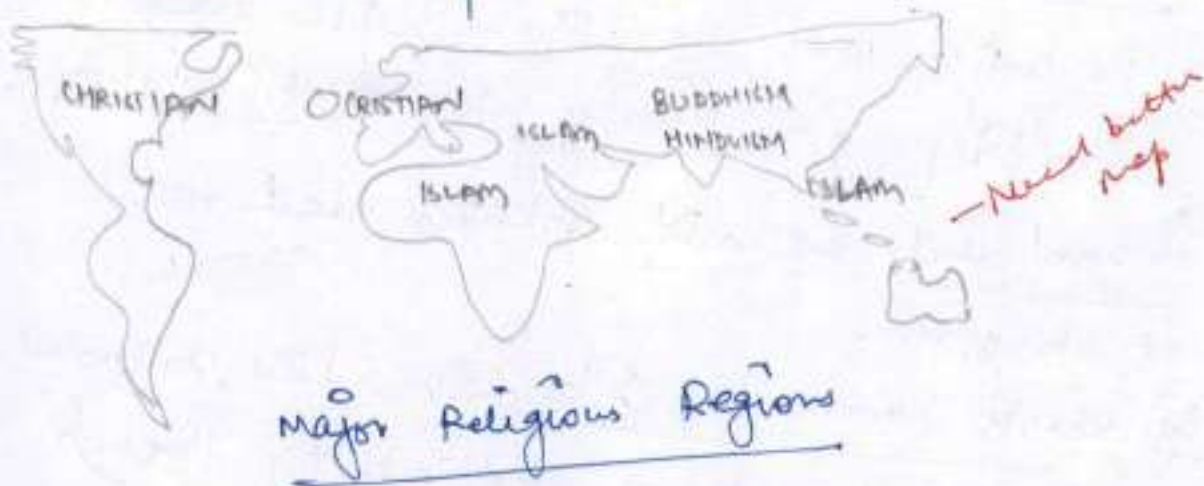 CHRISTIAN
CRISTIAN
ISLAM
BUDDHISM
HINDUISM
ISLAM
ISLAM
- Need better
map
Major Religious Regions